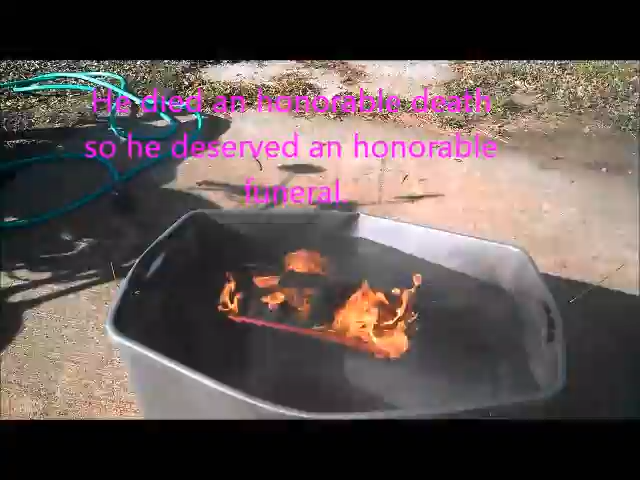 He died an honorable death
so he deserved an honorable
funeral.